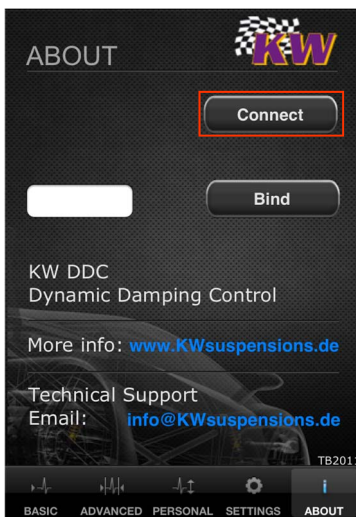 ABOUT
KW
Connect
Bind
KW DDC
Dynamic Damping Control
More info: www.KWsuspensions.de
Technical Support
Email: info@KWsuspensions.de
TB2011
BASIC ADVANCED PERSONAL SETTINGS ABOUT